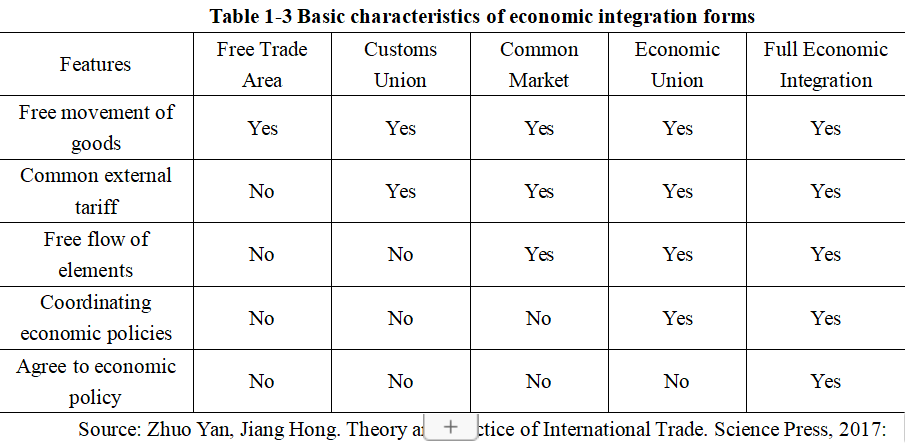 Table 1-3 Basic characteristics of economic integration forms
Features
Free Trade
Area
Customs
Union
Common
Market
Economic
Union
Full Economic
Integration
Free movement of
goods
Yes
Yes
Yes
Yes
Yes
Common external
tariff
No
Yes
Yes
Yes
Yes
Free flow of
elements
No
No
Yes
Yes
Yes
Coordinating
economic policies
No
No
No
Yes
Yes
Agree to economic
policy
No
No
No
No
Yes
Source: Zhuo Yan, Jiang Hong. Theory of International Trade. Science Press, 2017: